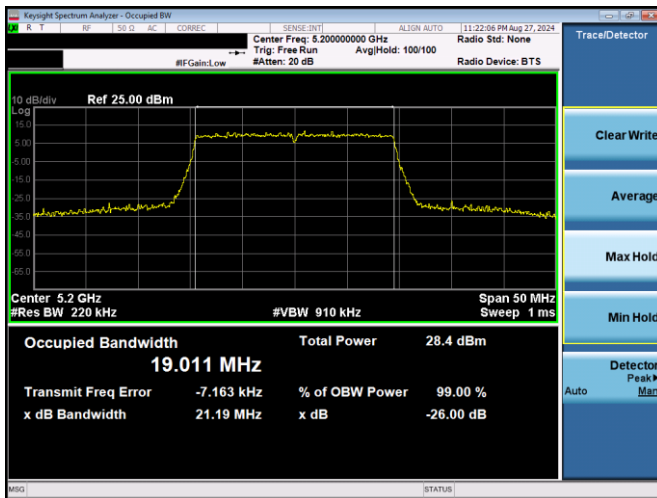 Keysight Spectrum Analyzer - Occupied BW
R T RF 50 Ω AC CORREC SENSE:INT ALIGN AUTO 11:22:06 PM Aug 27, 2024
Center Freq: 5.200000000 GHz Radio Std: None
Trig: Free Run Avg|Hold: 100/100
#IFGain:Low #Atten: 20 dB Radio Device: BTS
Trace/Detector
10 dB/div Ref 25.00 dBm
Log
15.0
5.00
-5.00
-15.0
-25.0
-35.0
-45.0
-55.0
-65.0
Center 5.2 GHz Span 50 MHz
#Res BW 220 kHz #VBW 910 kHz Sweep 1 ms
Occupied Bandwidth Total Power 28.4 dBm
19.011 MHz
Transmit Freq Error -7.163 kHz % of OBW Power 99.00 %
x dB Bandwidth 21.19 MHz x dB -26.00 dB
Clear Write
Average
Max Hold
Min Hold
Detector
Peak
Auto Man
MSG STATUS